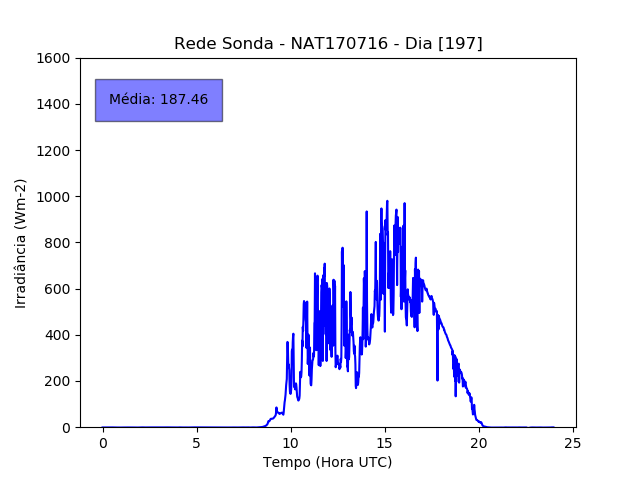 Rede Sonda - NAT170716 - Dia [197]
1600
1400
1200
1000
800
600
400
200
0
Média: 187.46
Irradiância (Wm-2)
0 5 10 15 20 25
Tempo (Hora UTC)